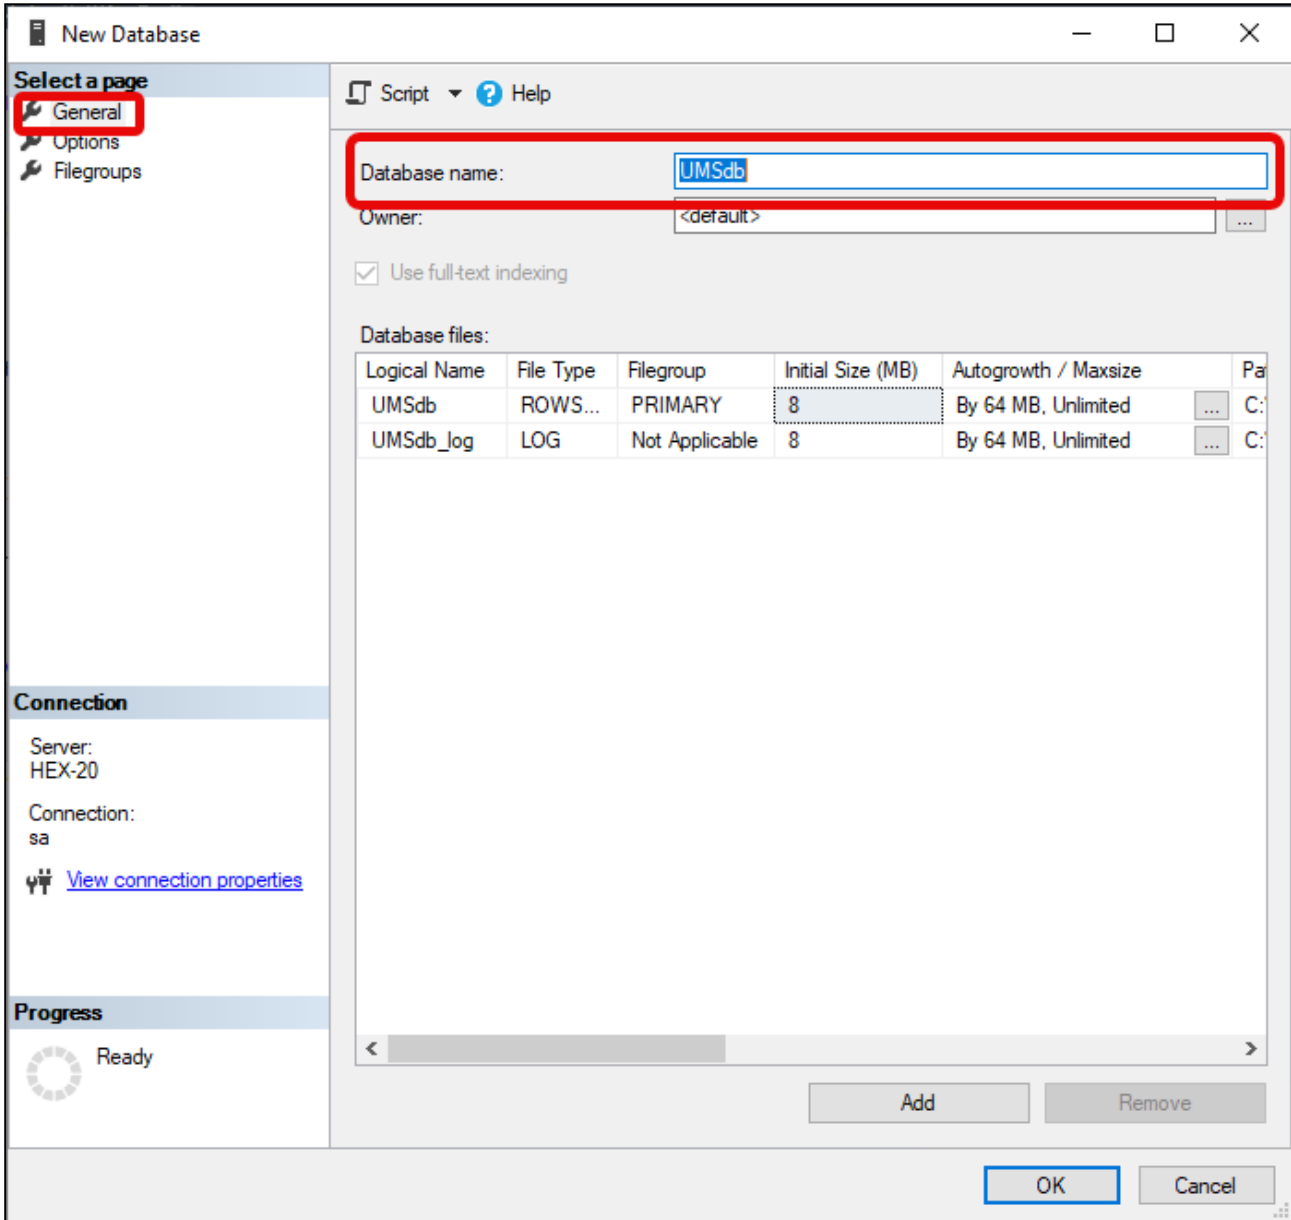 New Database
Select a page
General
Options
Filegroups
Script Help
Database name: UMSdb
Owner: <default> ...
Use full-text indexing
Database files:
Logical Name File Type Filegroup Initial Size (MB) Autogrowth / Maxsize Pat
UMSdb ROWS... PRIMARY 8 By 64 MB, Unlimited ... C:\
UMSdb_log LOG Not Applicable 8 By 64 MB, Unlimited ... C:\
Connection
Server:
HEX-20
Connection:
sa
View connection properties
Progress
Ready
Add Remove
OK Cancel